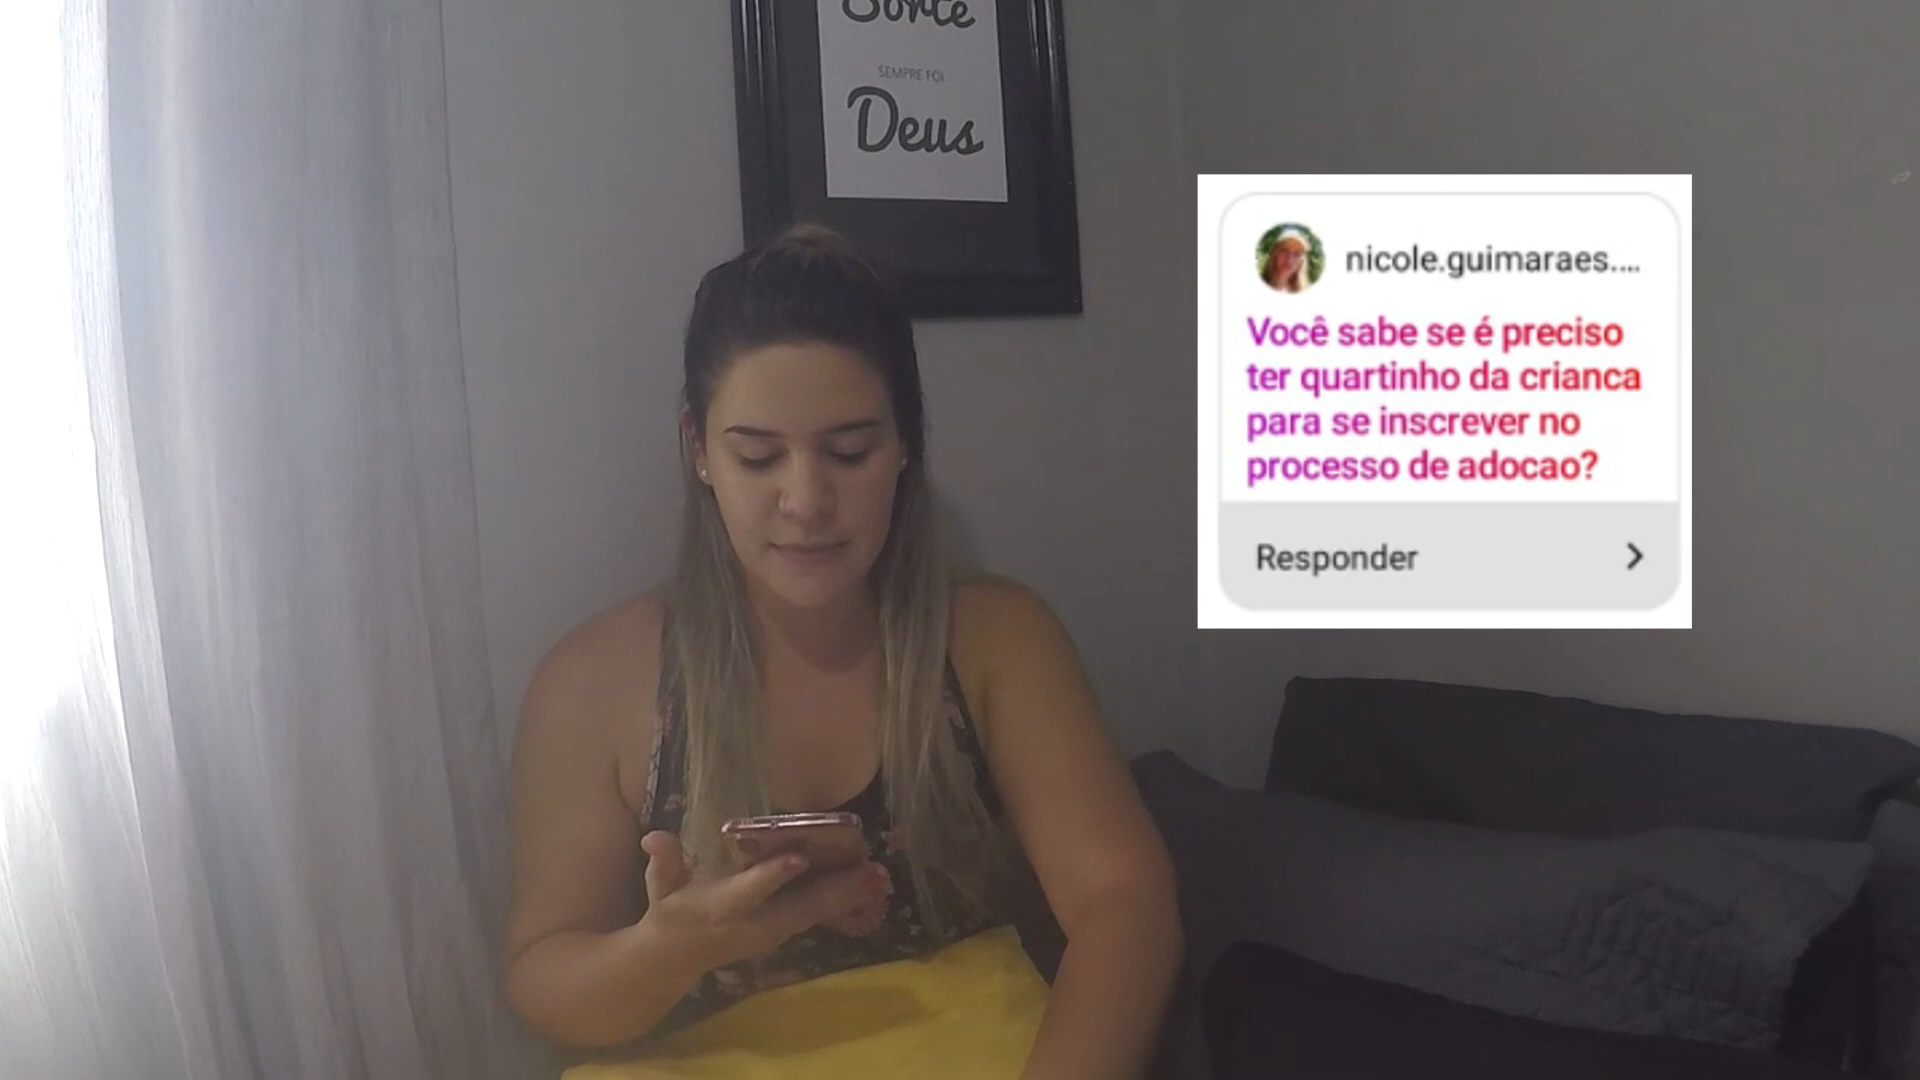 Sorte
SEMPRE FOI
Deus
nicole.guimaraes....
Você sabe se é preciso
ter quartinho da crianca
para se inscrever no
processo de adocao?
Responder